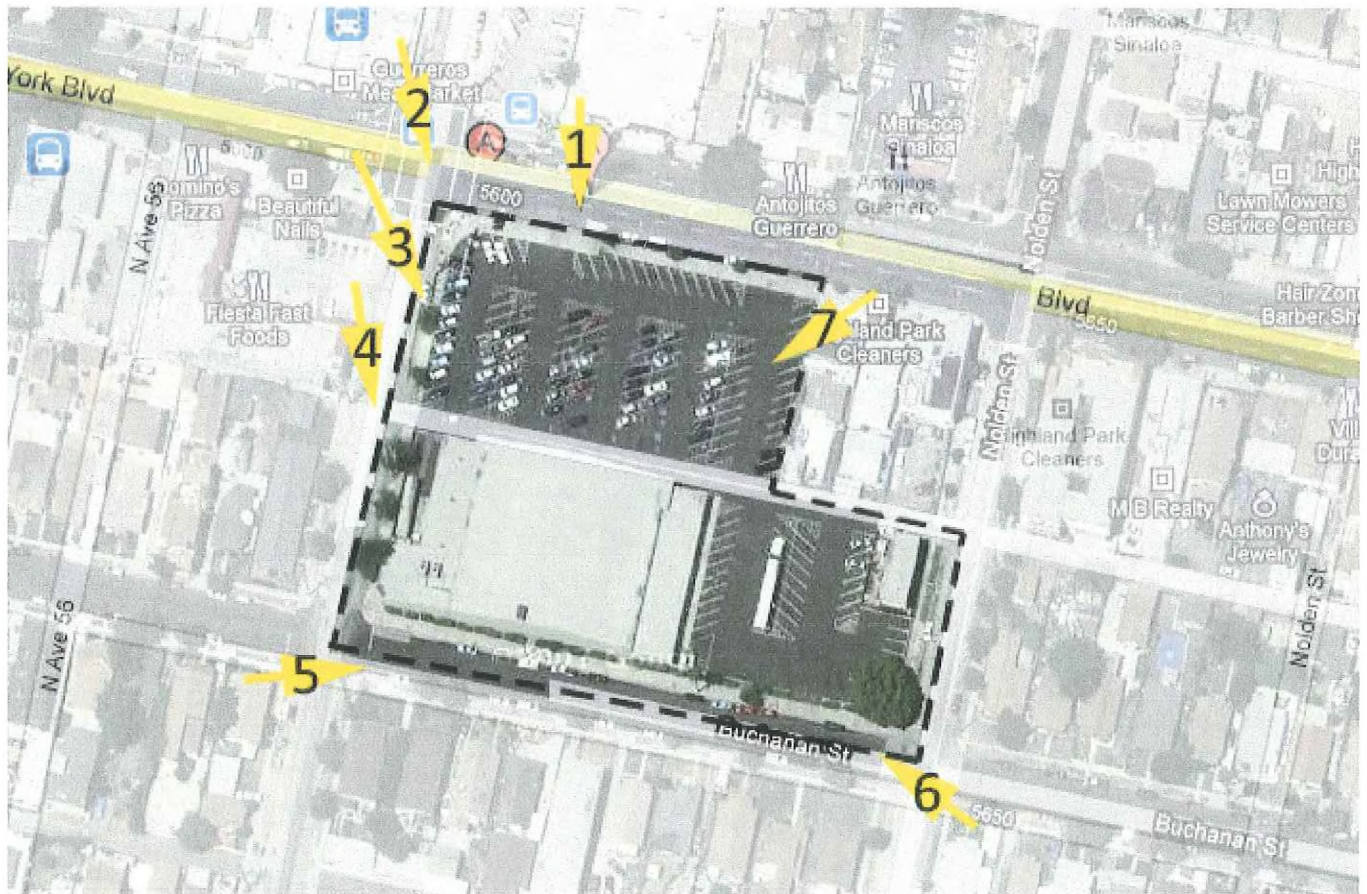 Mariscos
Sinaloa
Guerreros
Meat Market
York Blvd
2
1
A
Mariscos
Sinaloa
Domino's
Pizza
Beautiful
Nails
5600
Antojitos
Guerrero
Antojitos
Guerrero
Nolden St
Lawn Mowers
Service Centers
N Ave 56
3
Fiesta Fast
Foods
4
7
Highland Park
Cleaners
Blvd
5650
Hair Zone
Barber Sh
Nolden St
Highland Park
Cleaners
M B Realty
Anthony's
Jewelry
Nolden St
N Ave 56
5
Buchanan St
6
5650
Buchanan St